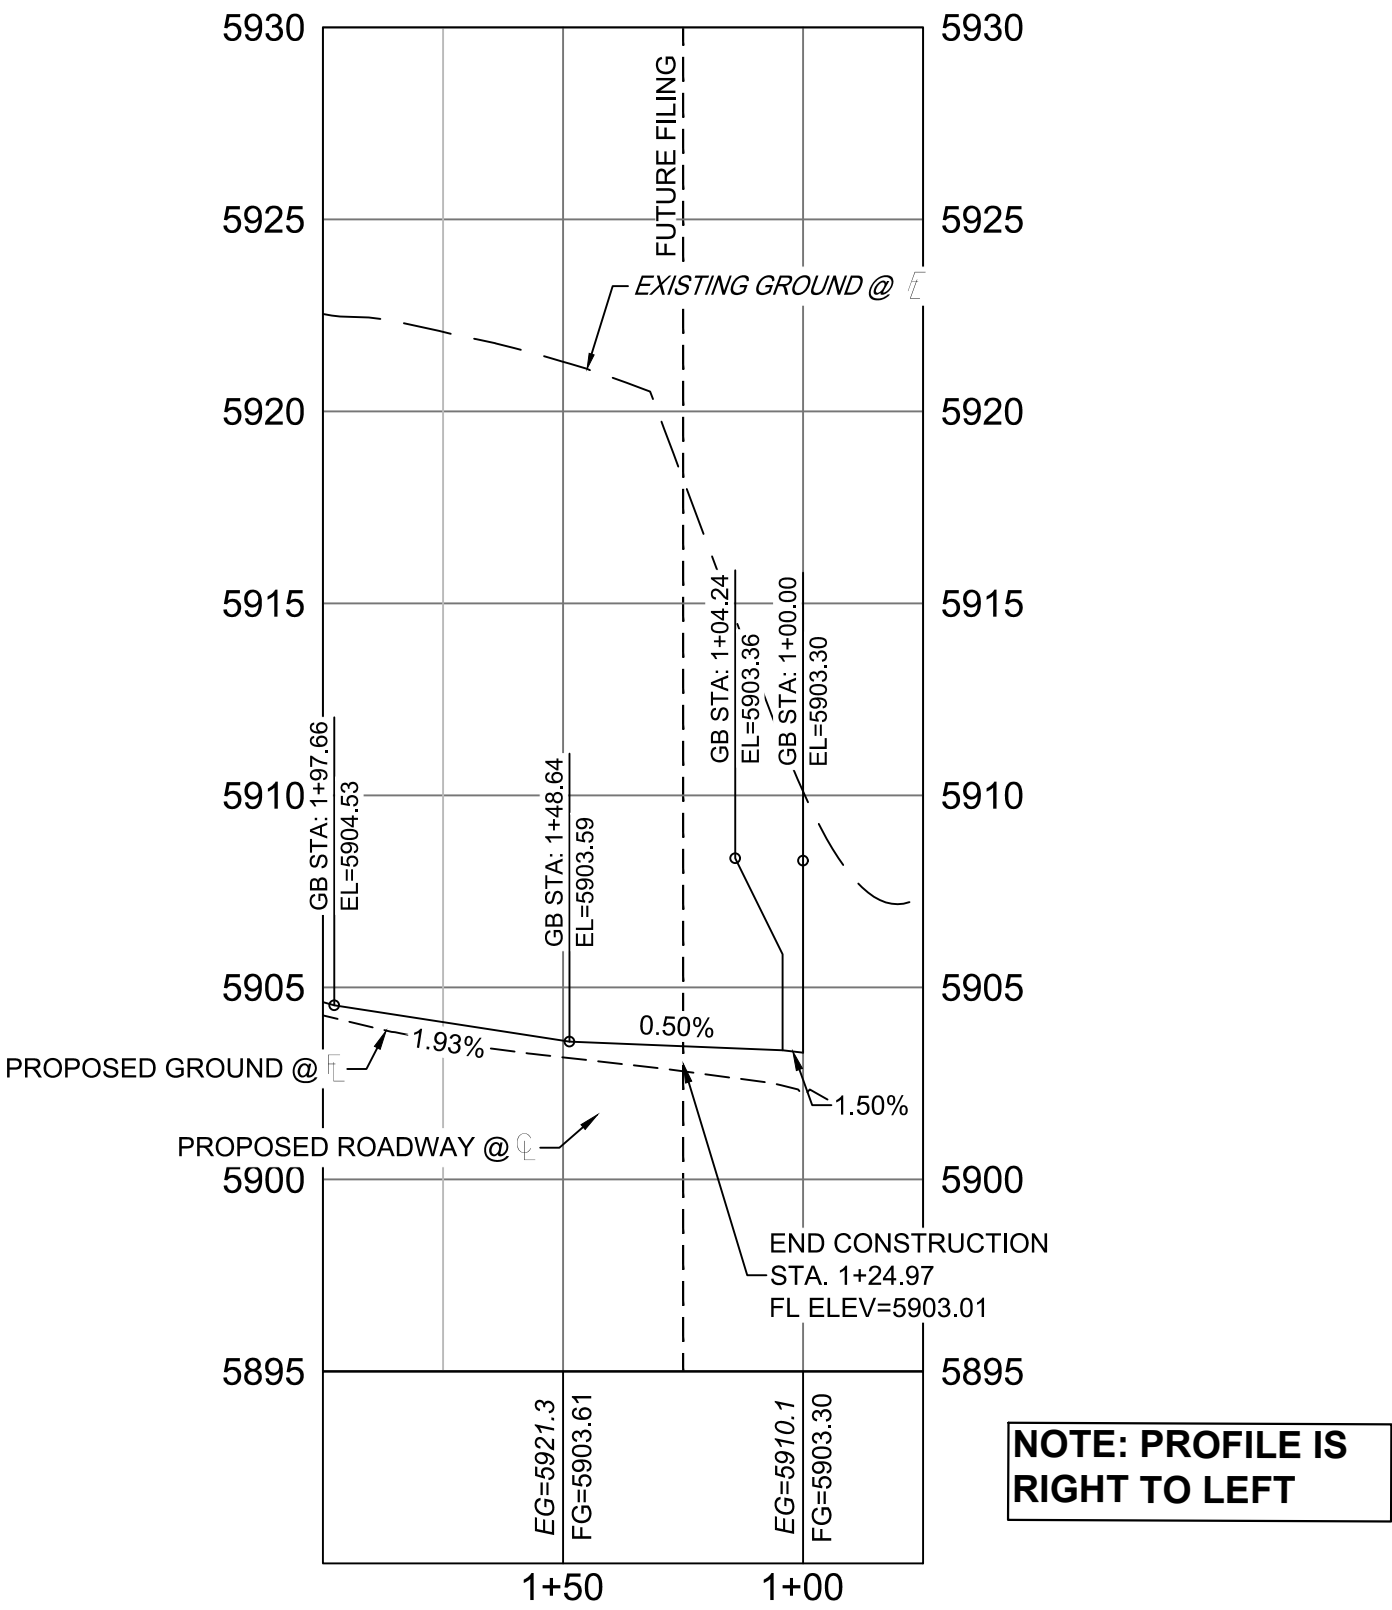 5930
5930
FUTURE FILING
5925
5925
EXISTING GROUND @ FL
5920
5920
5915
5915
GB STA: 1+04.24
EL=5903.36
GB STA: 1+00.00
EL=5903.30
GB STA: 1+97.66
EL=5904.53
GB STA: 1+48.64
EL=5903.59
5910
5910
5905
5905
0.50%
1.93%
PROPOSED GROUND @ FL
1.50%
PROPOSED ROADWAY @ CL
5900
5900
END CONSTRUCTION
STA. 1+24.97
FL ELEV=5903.01
5895
5895
EG=5921.3
FG=5903.61
EG=5910.1
FG=5903.30
NOTE: PROFILE IS
RIGHT TO LEFT
1+50
1+00